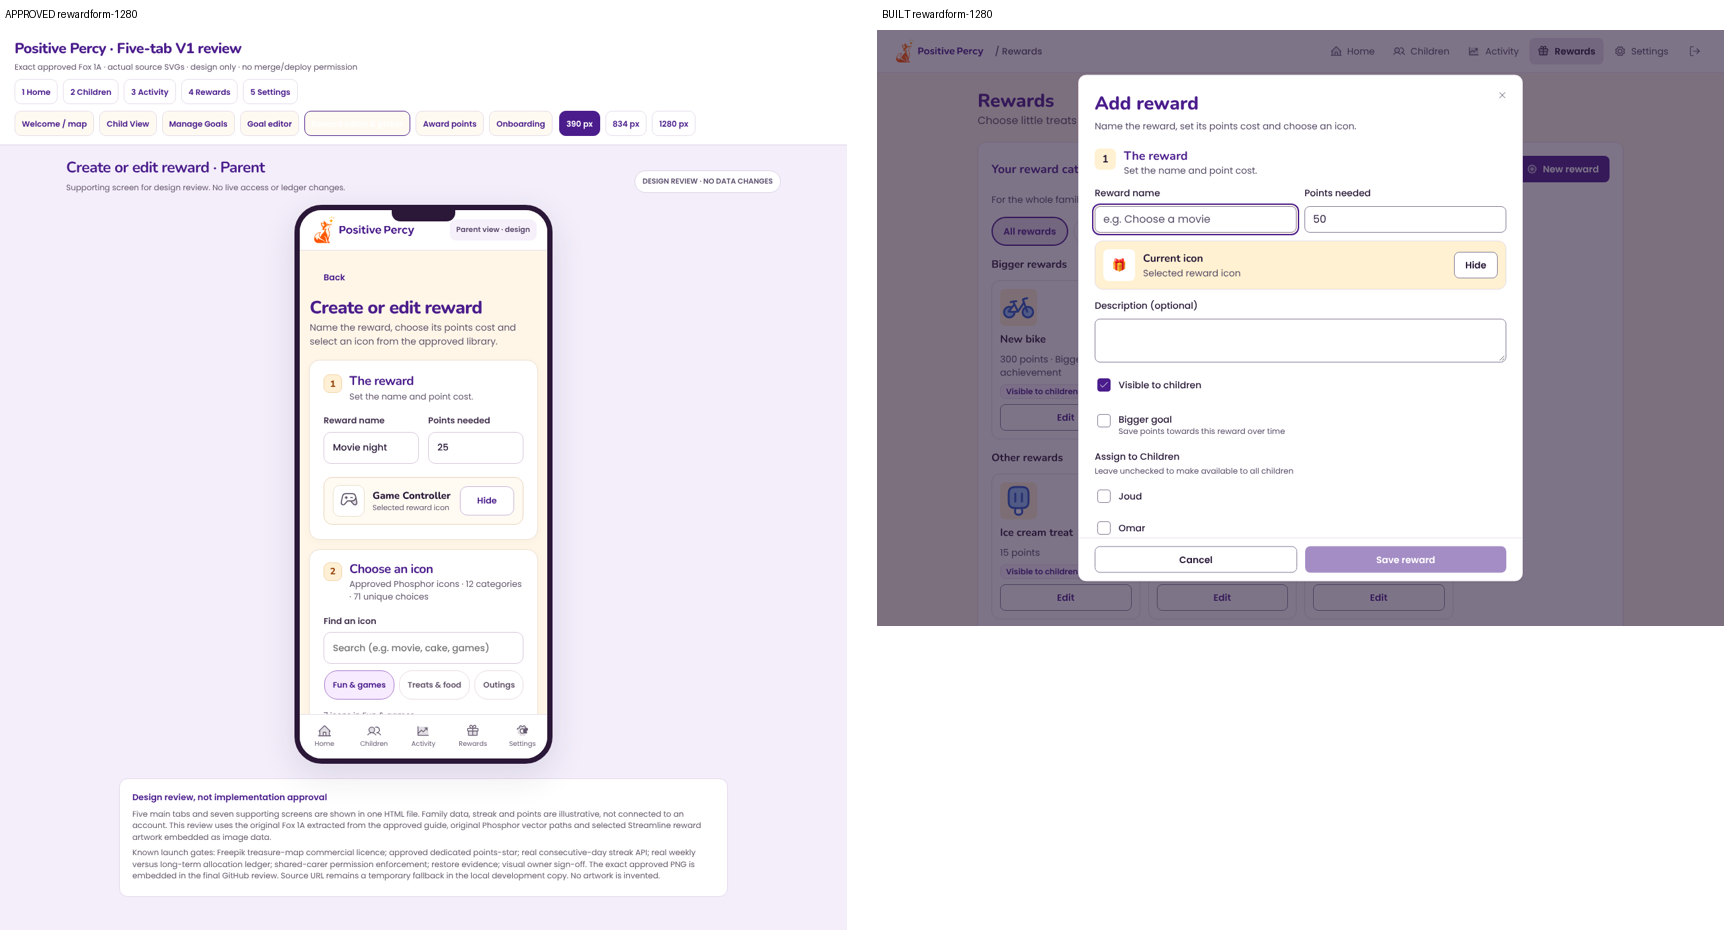 APPROVED rewardform-1280
Positive Percy · Five-tab V1 review
Exact approved Fox 1A · actual source SVGs · design only · no merge/deploy permission
1 Home
2 Children
3 Activity
4 Rewards
5 Settings
Welcome / map
Child View
Manage Goals
Goal editor
Award points
Onboarding
390 px
834 px
1280 px
Create or edit reward · Parent
Supporting screen for design review. No live access or ledger changes.
DESIGN REVIEW · NO DATA CHANGES
Positive Percy
Parent view · design
Back
Create or edit reward
Name the reward, choose its points cost and
select an icon from the approved library.
1
The reward
Set the name and point cost.
Reward name
Points needed
Movie night
25
Game Controller
Selected reward icon
Hide
2
Choose an icon
Approved Phosphor icons · 12 categories
· 71 unique choices
Find an icon
Search (e.g. movie, cake, games)
Fun & games
Treats & food
Outings
Home
Children
Activity
Rewards
Settings
Design review, not implementation approval
Five main tabs and seven supporting screens are shown in one HTML file. Family data, streak and points are illustrative, not connected to an
account. This review uses the original Fox 1A extracted from the approved guide, original Phosphor vector paths and selected Streamline reward
artwork embedded as image data.
Known launch gates: Freepik treasure-map commercial licence; approved dedicated points-star; real consecutive-day streak API; real weekly
versus long-term allocation ledger; shared-carer permission enforcement; restore evidence; visual owner sign-off. The exact approved PNG is
embedded in the final GitHub review. Source URL remains a temporary fallback in the local development copy. No artwork is invented.
BUILT rewardform-1280
Positive Percy
/ Rewards
Home
Children
Activity
Rewards
Settings
Rewards
Choose little treats
New reward
Your reward cat
For the whole famil
All rewards
Bigger rewards
New bike
300 points · Bigge
achievement
Visible to children
Edit
Other rewards
Ice cream treat
15 points
Visible to children
Edit
Edit
Edit
Add reward
Name the reward, set its points cost and choose an icon.
1
The reward
Set the name and point cost.
Reward name
Points needed
e.g. Choose a movie
50
Current icon
Selected reward icon
Hide
Description (optional)
Visible to children
Bigger goal
Save points towards this reward over time
Assign to Children
Leave unchecked to make available to all children
Joud
Omar
Cancel
Save reward